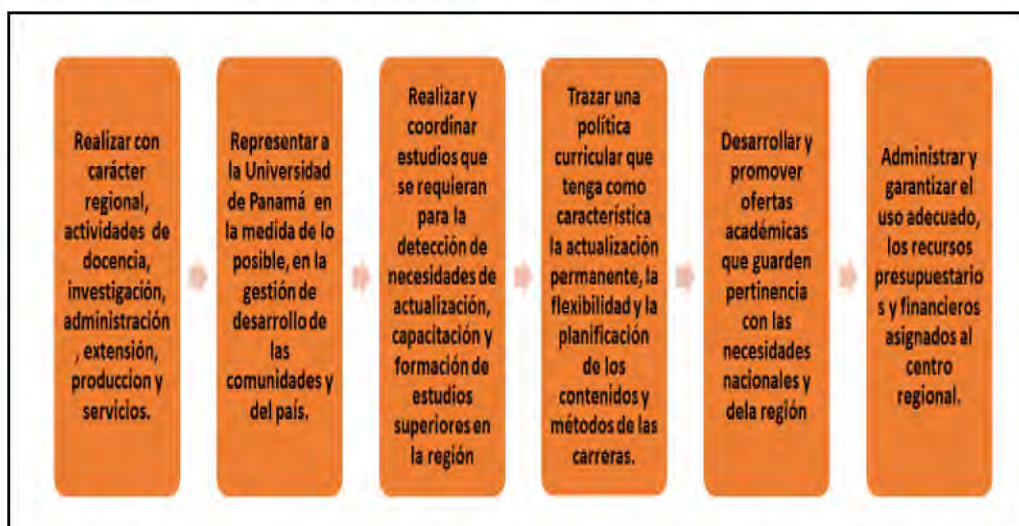 Realizar con
carácter
regional,
actividades de
docencia,
investigación,
administración
, extensión,
produccion y
servicios.
Representar a
la Universidad
de Panamá en
la medida de lo
posible, en la
gestión de
desarrollo de
las
comunidades y
del país.
Realizar y
coordinar
estudios que
se requieran
para la
detección de
necesidades de
actualización,
capacitación y
formación de
estudios
superiores en
la región
Trazar una
política
curricular que
tenga como
característica
la actualización
permanente, la
flexibilidad y la
planificación
de los
contenidos y
métodos de las
carreras.
Desarrollar y
promover
ofertas
académicas
que guarden
pertinencia
con las
necesidades
nacionales y
dela región
Administrar y
garantizar el
uso adecuado,
los recursos
presupuestario
s y financieros
asignados al
centro
regional.